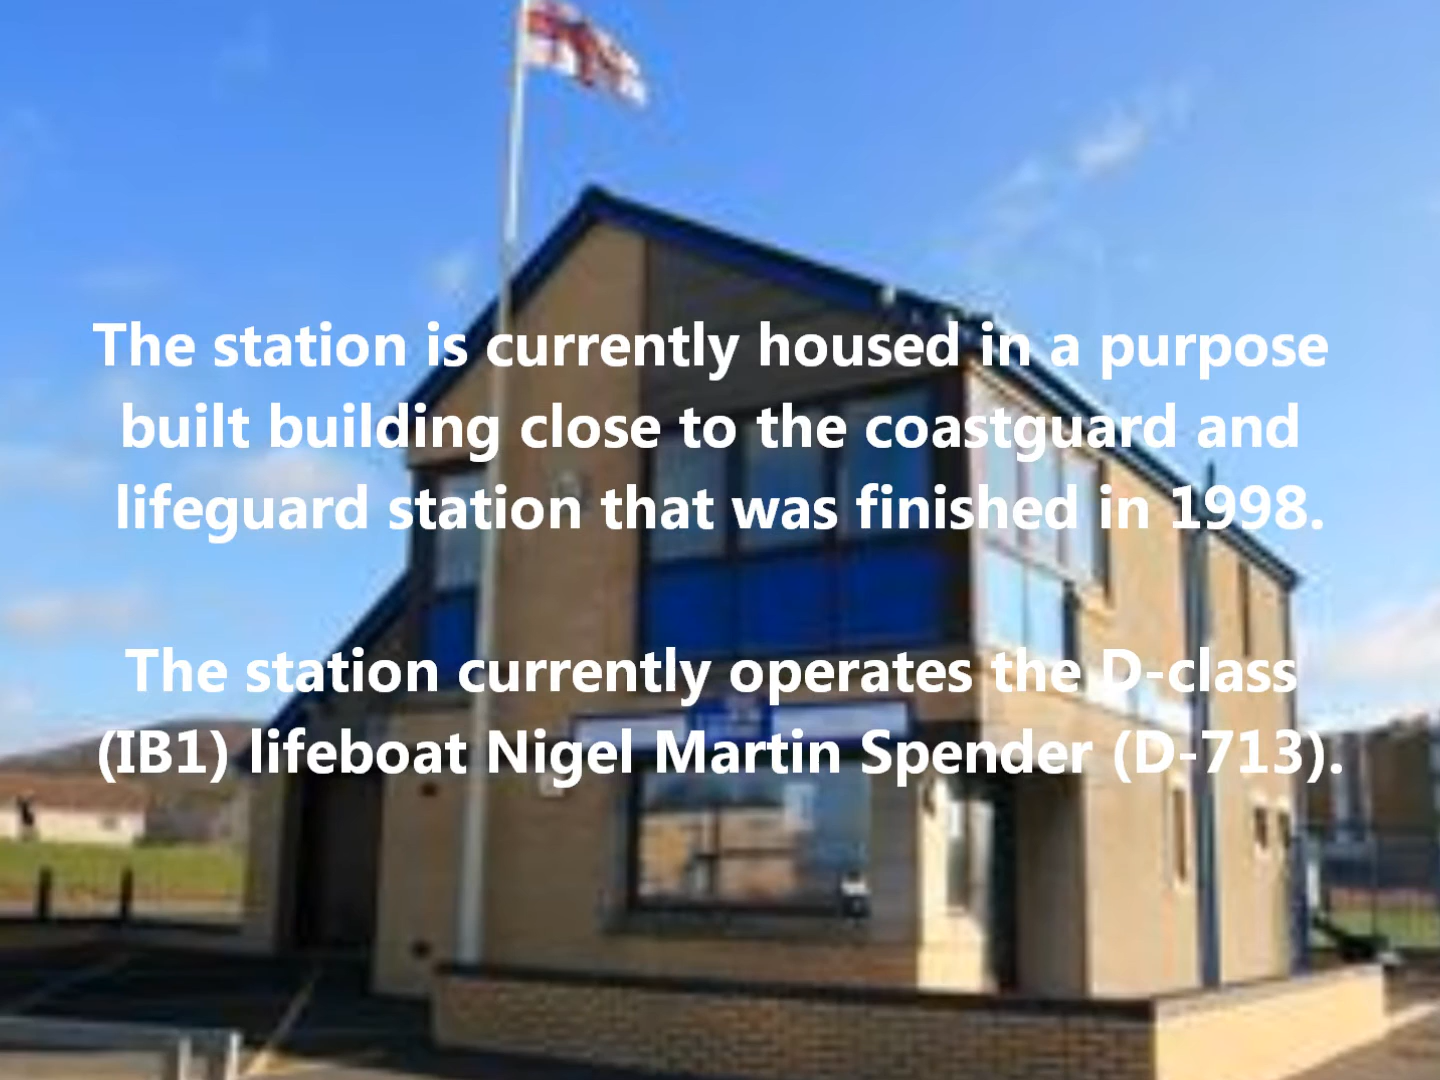 The station is currently housed in a purpose
built building close to the coastguard and
lifeguard station that was finished in 1998.
The station currently operates the D-class
(IB1) lifeboat Nigel Martin Spender (D-713).